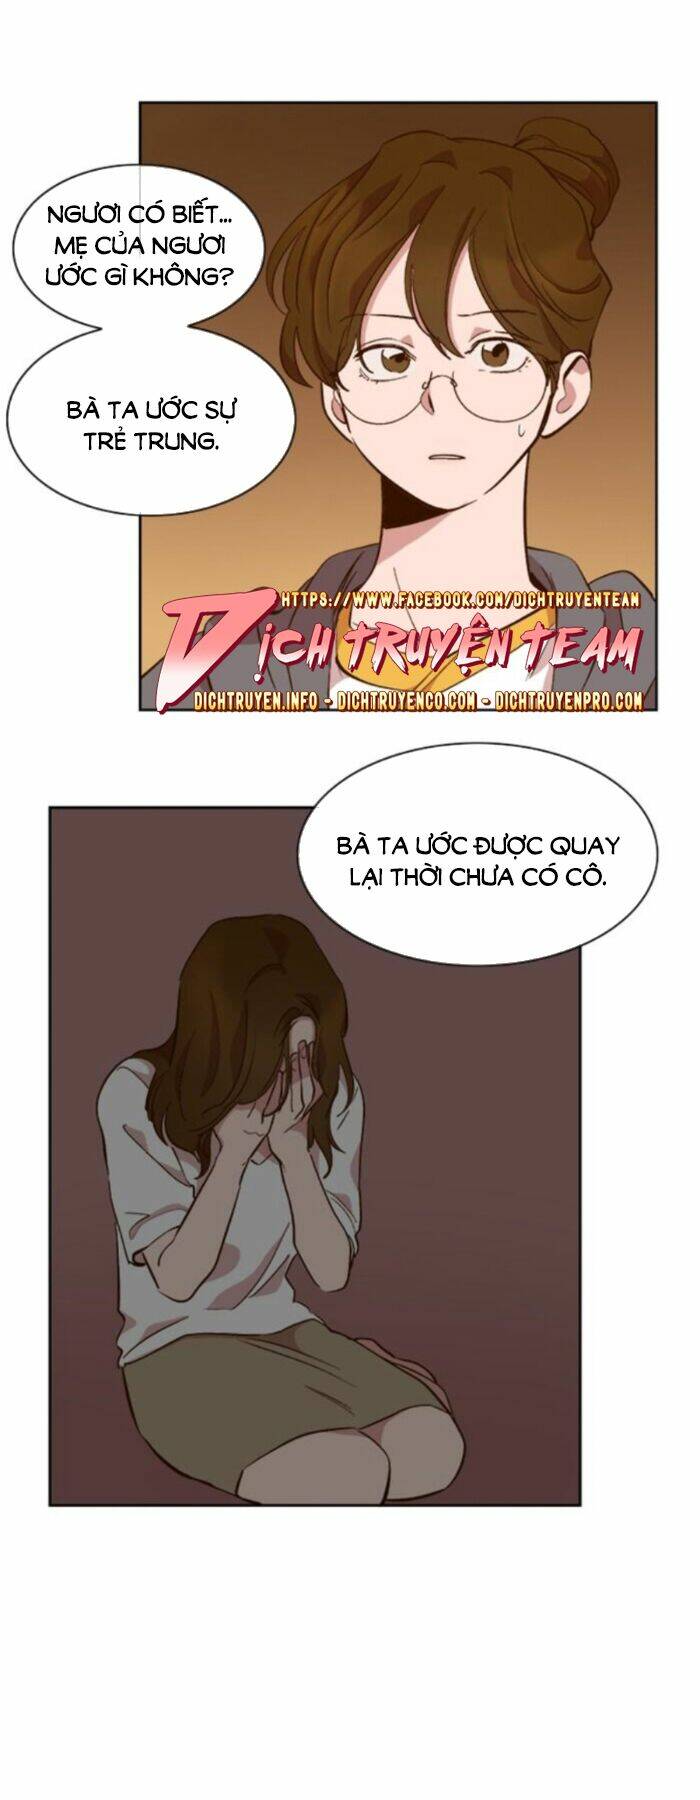 NGƯƠI CÓ BIẾT...
MẸ CỦA NGƯƠI
ƯỚC GÌ KHÔNG?
BÀ TA ƯỚC SỰ
TRẺ TRUNG.
HTTPS://WWW.FACEBOOK.COM/DICHTRUYENTEAM
DỊCH TRUYỆN TEAM
DICHTRUYEN.INFO - DICHTRUYENCO.COM - DICHTRUYENPRO.COM
BÀ TA ƯỚC ĐƯỢC QUAY
LẠI THỜI CHƯA CÓ CÔ.